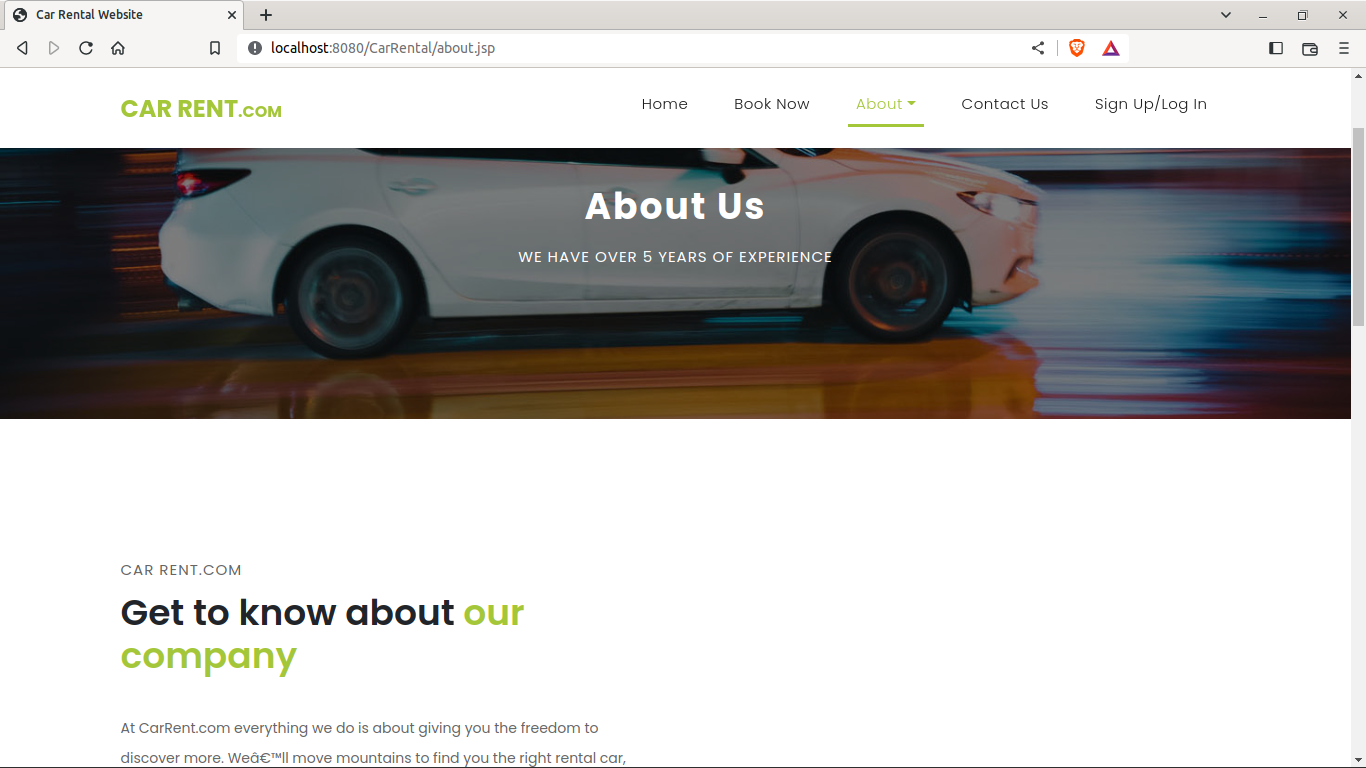 Car Rental Website
localhost:8080/CarRental/about.jsp
CAR RENT.COM
Home
Book Now
About
Contact Us
Sign Up/Log In
About Us
WE HAVE OVER 5 YEARS OF EXPERIENCE
CAR RENT.COM
Get to know about our
company
At CarRent.com everything we do is about giving you the freedom to
discover more. Weâ€™ll move mountains to find you the right rental car,